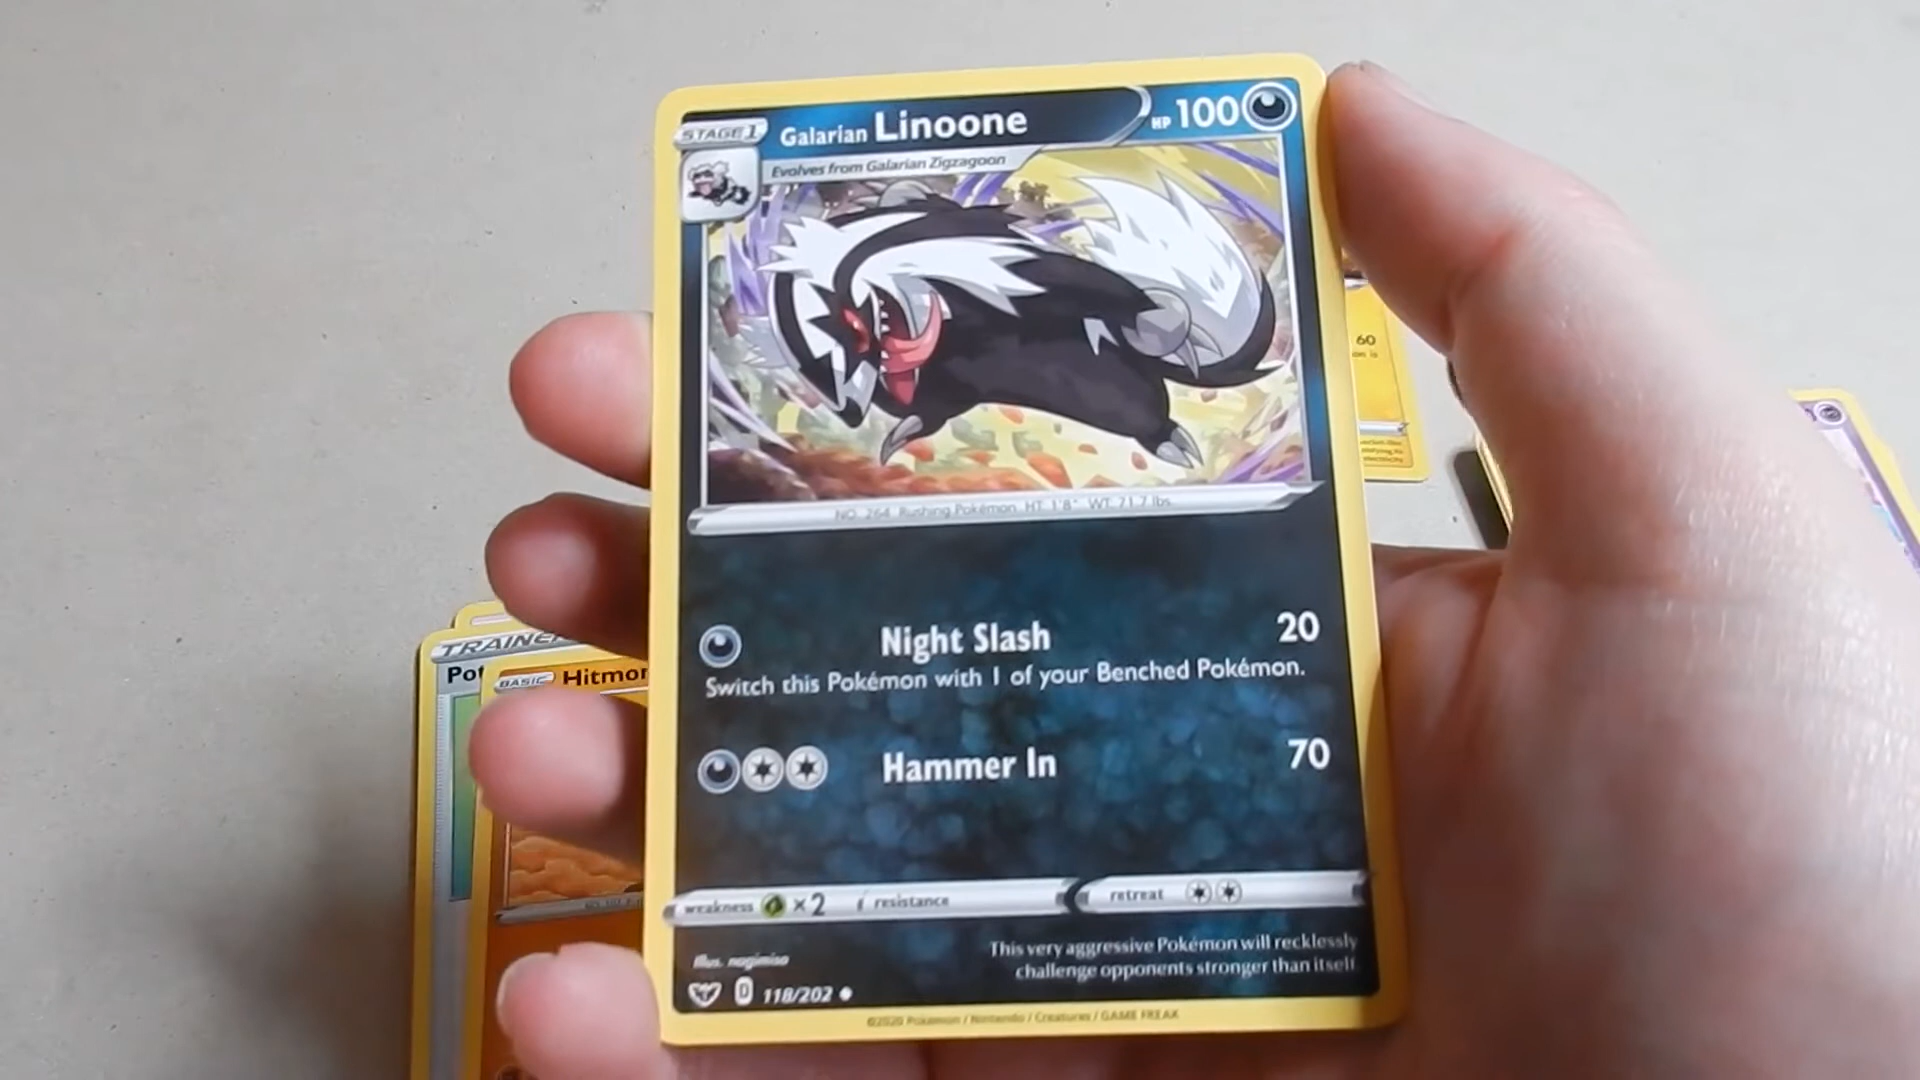 STAGE 1
Galarian Linoone
HP 100
Evolves from Galarian Zigzagoon
NO. 264 Rushing Pokémon HT 1'8" WT 71.7 lbs
Night Slash 20
Switch this Pokémon with 1 of your Benched Pokémon.
Hammer In 70
weakness ×2 resistance retreat
This very aggressive Pokémon will recklessly
challenge opponents stronger than itself.
Illus. nagimiso
D 118/202
©2020 Pokémon / Nintendo / Creatures / GAME FREAK
60
TRAINE
Pot
BASIC Hitmon